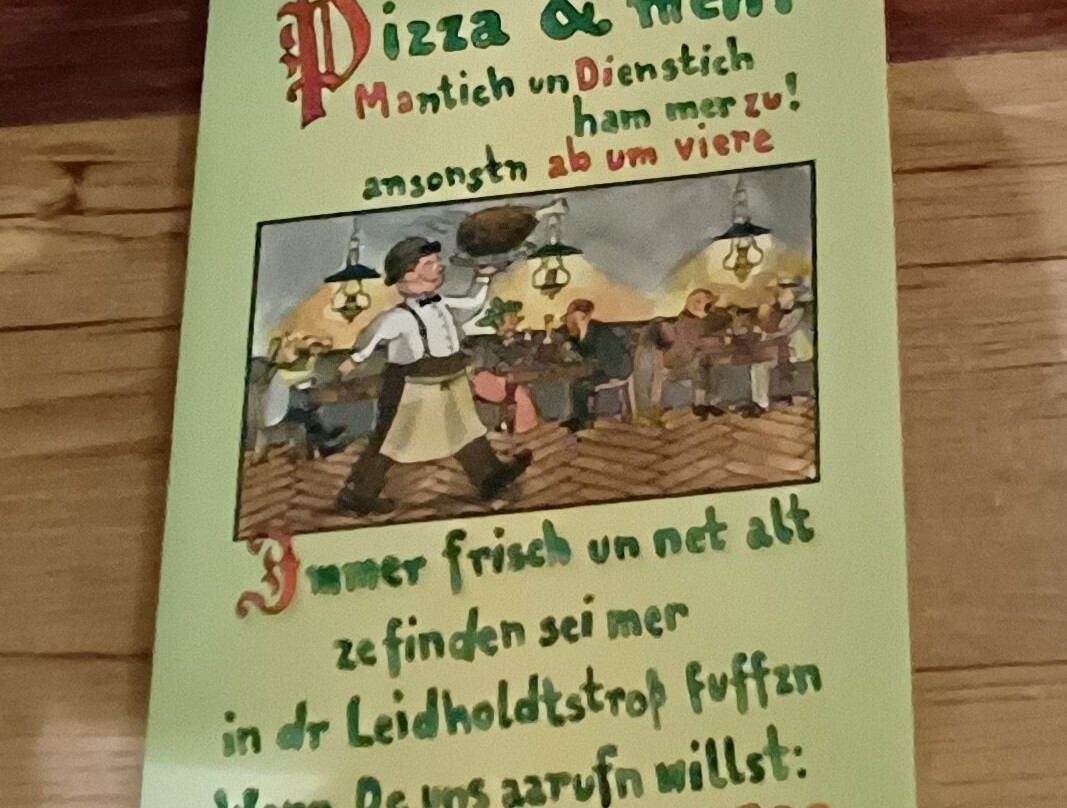 Pizza & mehr
Mantich un Dienstich
ham mer zu!
ansonstn ab um viere
Immer frisch un net alt
ze finden sei mer
in dr Leidholdtstroß fuffzn
Wenn De uns aarufn willst: